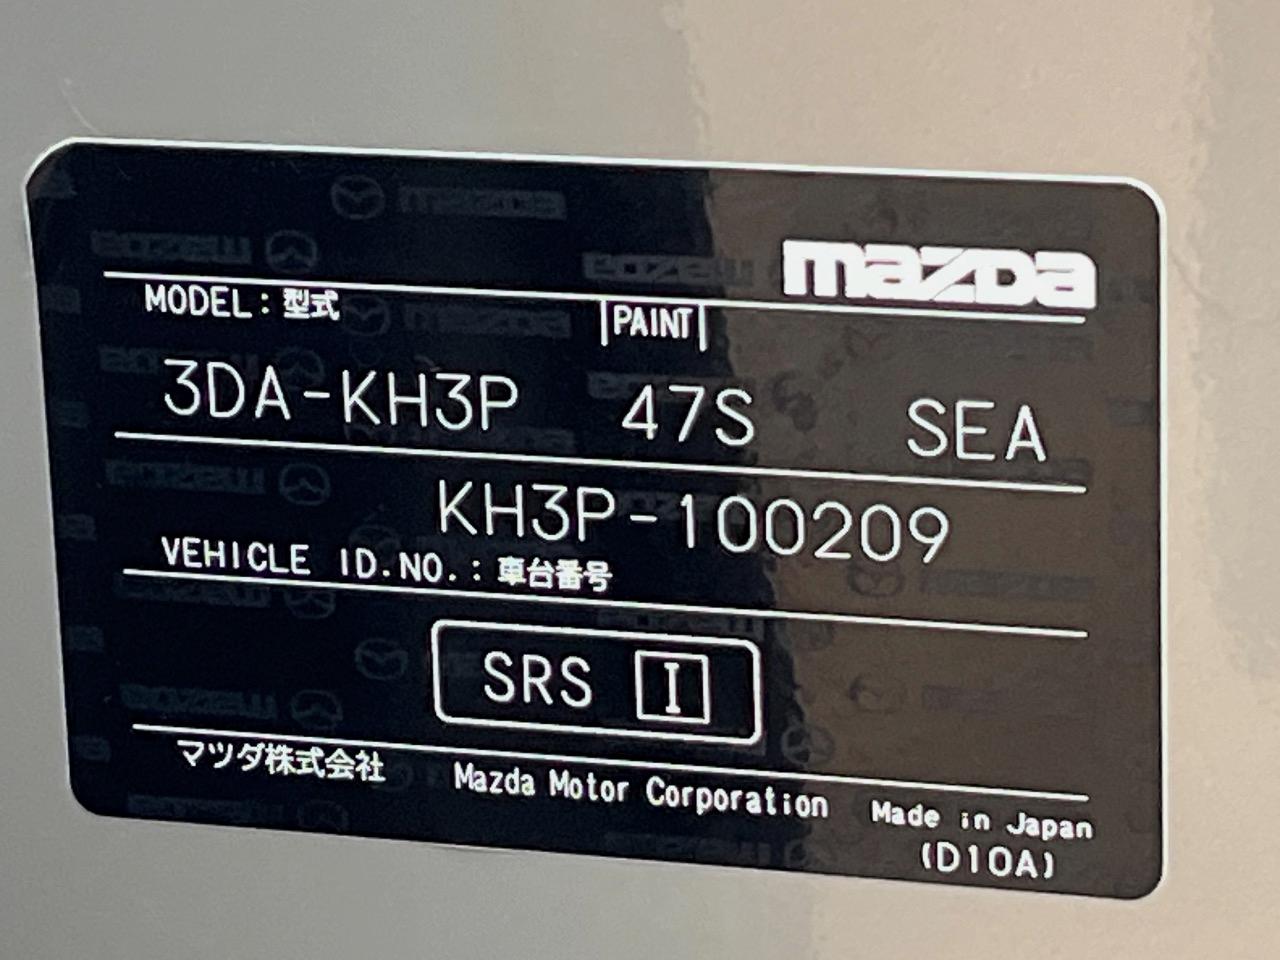 mazda
MODEL: 型式 PAINT
3DA-KH3P 47S SEA
KH3P-100209
VEHICLE ID.NO.: 車台番号
SRS I
マツダ株式会社 Mazda Motor Corporation Made in Japan
(D10A)